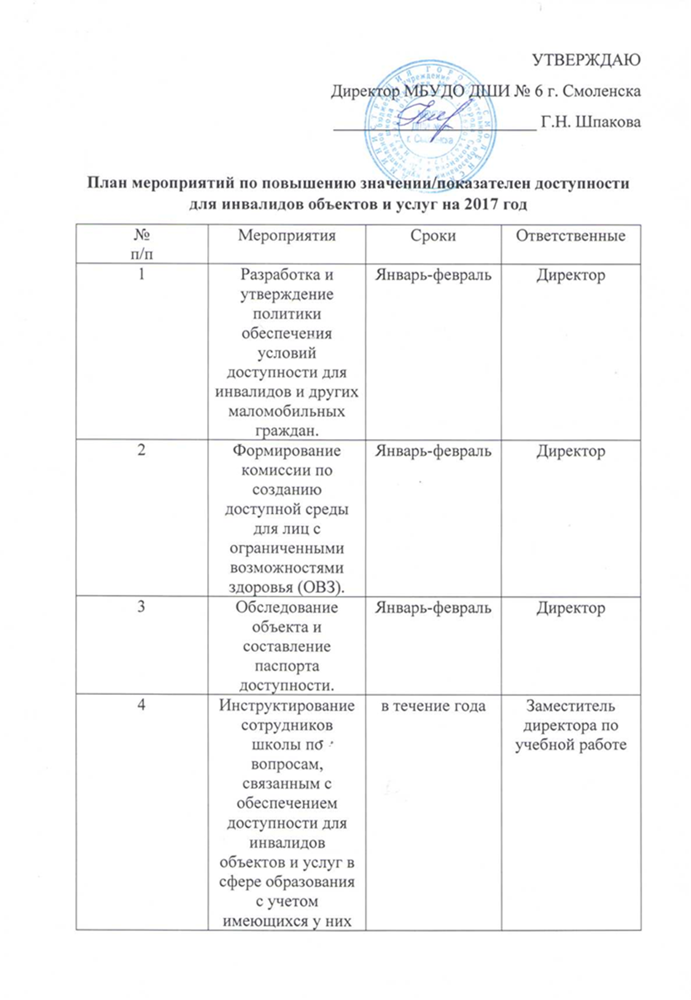 УТВЕРЖДАЮ
Директор МБУДО ДШИ № 6 г. Смоленска
Г.Н. Шпакова
План мероприятий по повышению значении/показателен доступности
для инвалидов объектов и услуг на 2017 год
№
п/п
Мероприятия
Сроки
Ответственные
1
Разработка и
утверждение
политики
обеспечения
условий
доступности для
инвалидов и других
маломобильных
граждан.
Январь-февраль
Директор
2
Формирование
комиссии по
созданию
доступной среды
для лиц с
ограниченными
возможностями
здоровья (ОВЗ).
Январь-февраль
Директор
3
Обследование
объекта и
составление
паспорта
доступности.
Январь-февраль
Директор
4
Инструктирование
сотрудников
школы по
вопросам,
связанным с
обеспечением
доступности для
инвалидов
объектов и услуг в
сфере образования
с учетом
имеющихся у них
в течение года
Заместитель
директора по
учебной работе